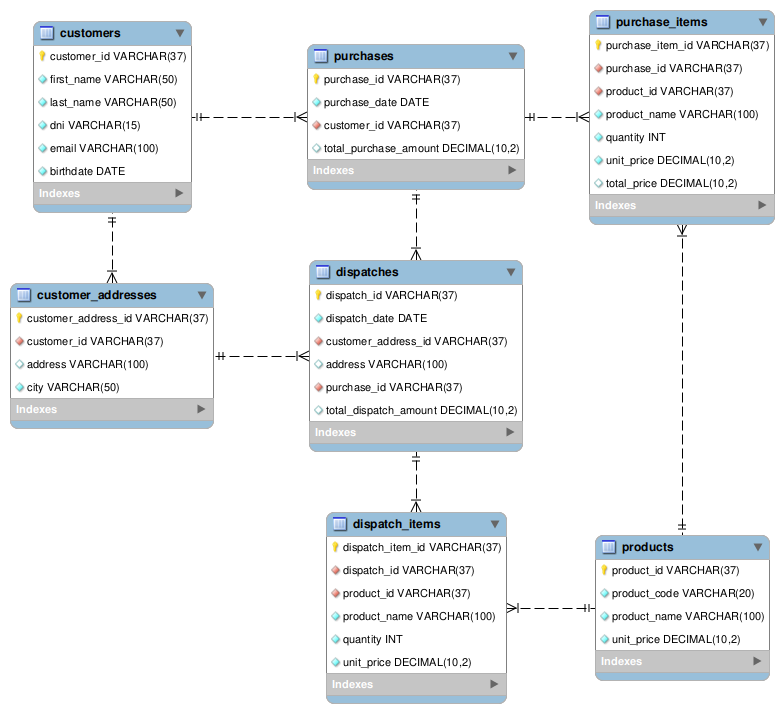 customers
customer_id VARCHAR(37)
first_name VARCHAR(50)
last_name VARCHAR(50)
dni VARCHAR(15)
email VARCHAR(100)
birthdate DATE
Indexes
purchases
purchase_id VARCHAR(37)
purchase_date DATE
customer_id VARCHAR(37)
total_purchase_amount DECIMAL(10,2)
Indexes
purchase_items
purchase_item_id VARCHAR(37)
purchase_id VARCHAR(37)
product_id VARCHAR(37)
product_name VARCHAR(100)
quantity INT
unit_price DECIMAL(10,2)
total_price DECIMAL(10,2)
Indexes
customer_addresses
customer_address_id VARCHAR(37)
customer_id VARCHAR(37)
address VARCHAR(100)
city VARCHAR(50)
Indexes
dispatches
dispatch_id VARCHAR(37)
dispatch_date DATE
customer_address_id VARCHAR(37)
address VARCHAR(100)
purchase_id VARCHAR(37)
total_dispatch_amount DECIMAL(10,2)
Indexes
dispatch_items
dispatch_item_id VARCHAR(37)
dispatch_id VARCHAR(37)
product_id VARCHAR(37)
product_name VARCHAR(100)
quantity INT
unit_price DECIMAL(10,2)
Indexes
products
product_id VARCHAR(37)
product_code VARCHAR(20)
product_name VARCHAR(100)
unit_price DECIMAL(10,2)
Indexes